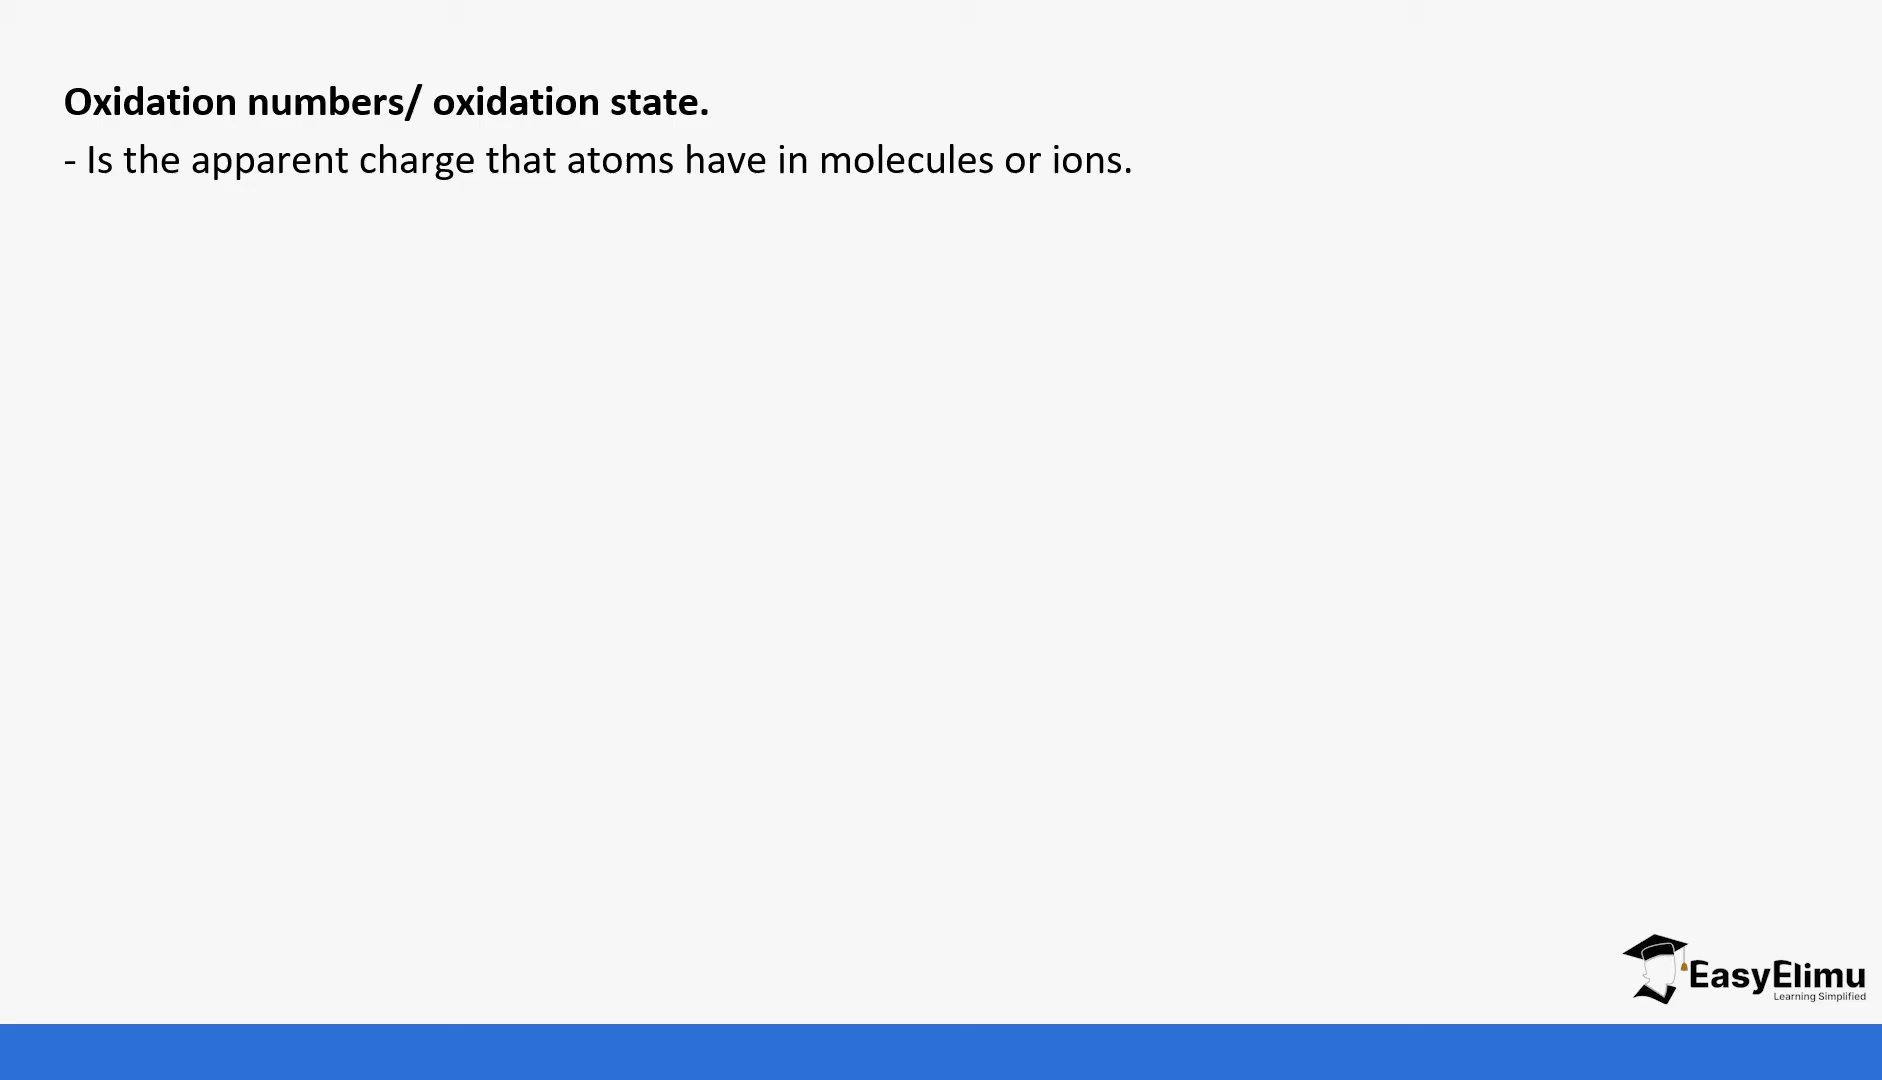 Oxidation numbers/ oxidation state.
- Is the apparent charge that atoms have in molecules or ions.
EasyElimu
Learning Simplified